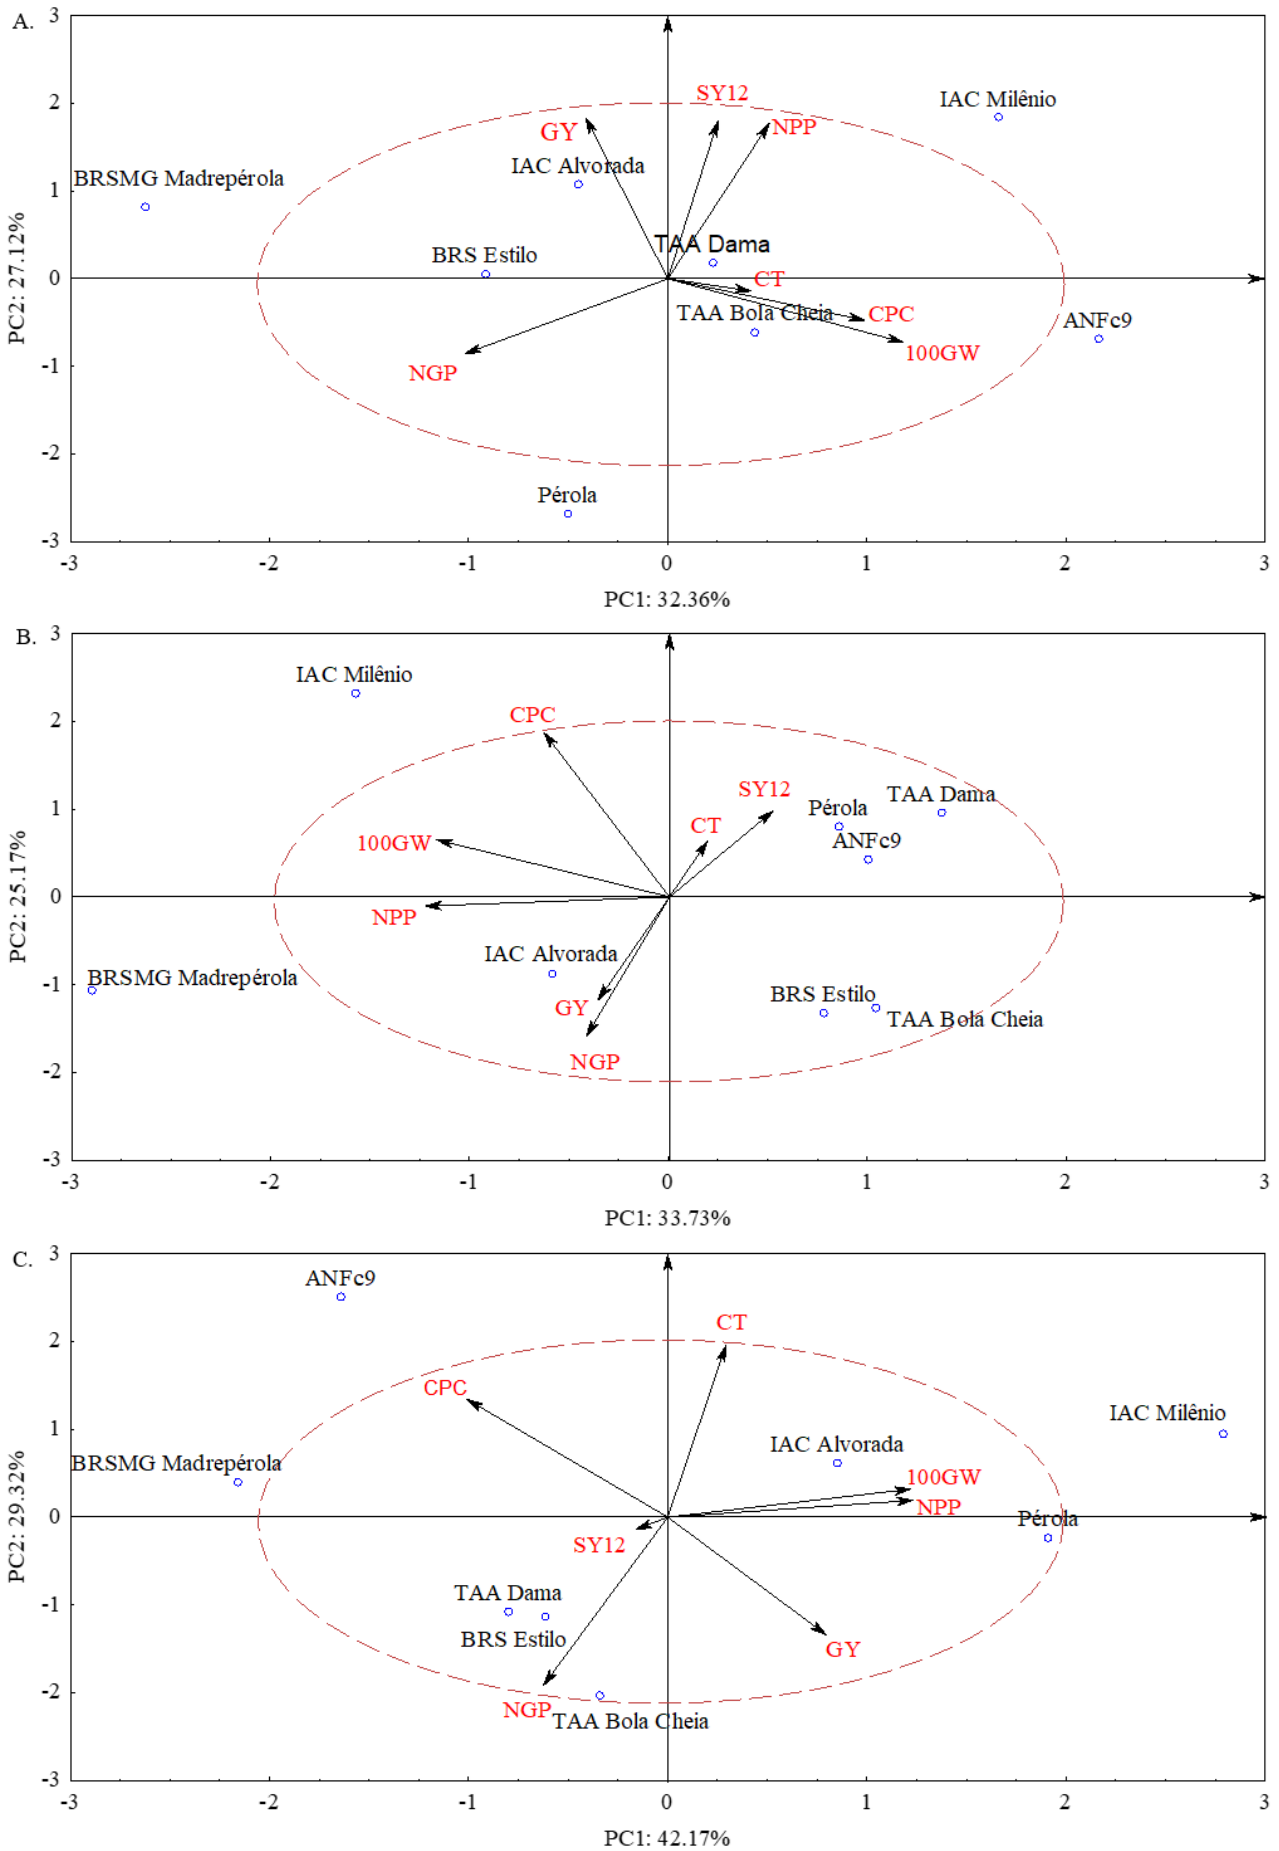 A.
3
SY12
IAC Milênio
2
GY
NPP
IAC Alvorada
BRSMG Madrepérola
1
TAA Dama
BRS Estilo
0
CT
TAA Bola Cheia
CPC
ANFc9
100GW
NGP
-1
-2
Pérola
-3
PC2: 27.12%
-3 -2 -1 0 1 2 3
PC1: 32.36%
B.
3
IAC Milênio
CPC
2
SY12
TAA Dama
1
Pérola
CT
100GW
ANFc9
0
NPP
IAC Alvorada
BRSMG Madrepérola
-1
BRS Estilo
GY
TAA Bola Cheia
NGP
-2
-3
PC2: 25.17%
-3 -2 -1 0 1 2 3
PC1: 33.73%
C.
3
ANFc9
CT
2
CPC
IAC Milênio
1
IAC Alvorada
BRSMG Madrepérola
100GW
NPP
0
Pérola
SY12
TAA Dama
-1
BRS Estilo
GY
NGP
-2
TAA Bola Cheia
-3
PC2: 29.32%
-3 -2 -1 0 1 2 3
PC1: 42.17%